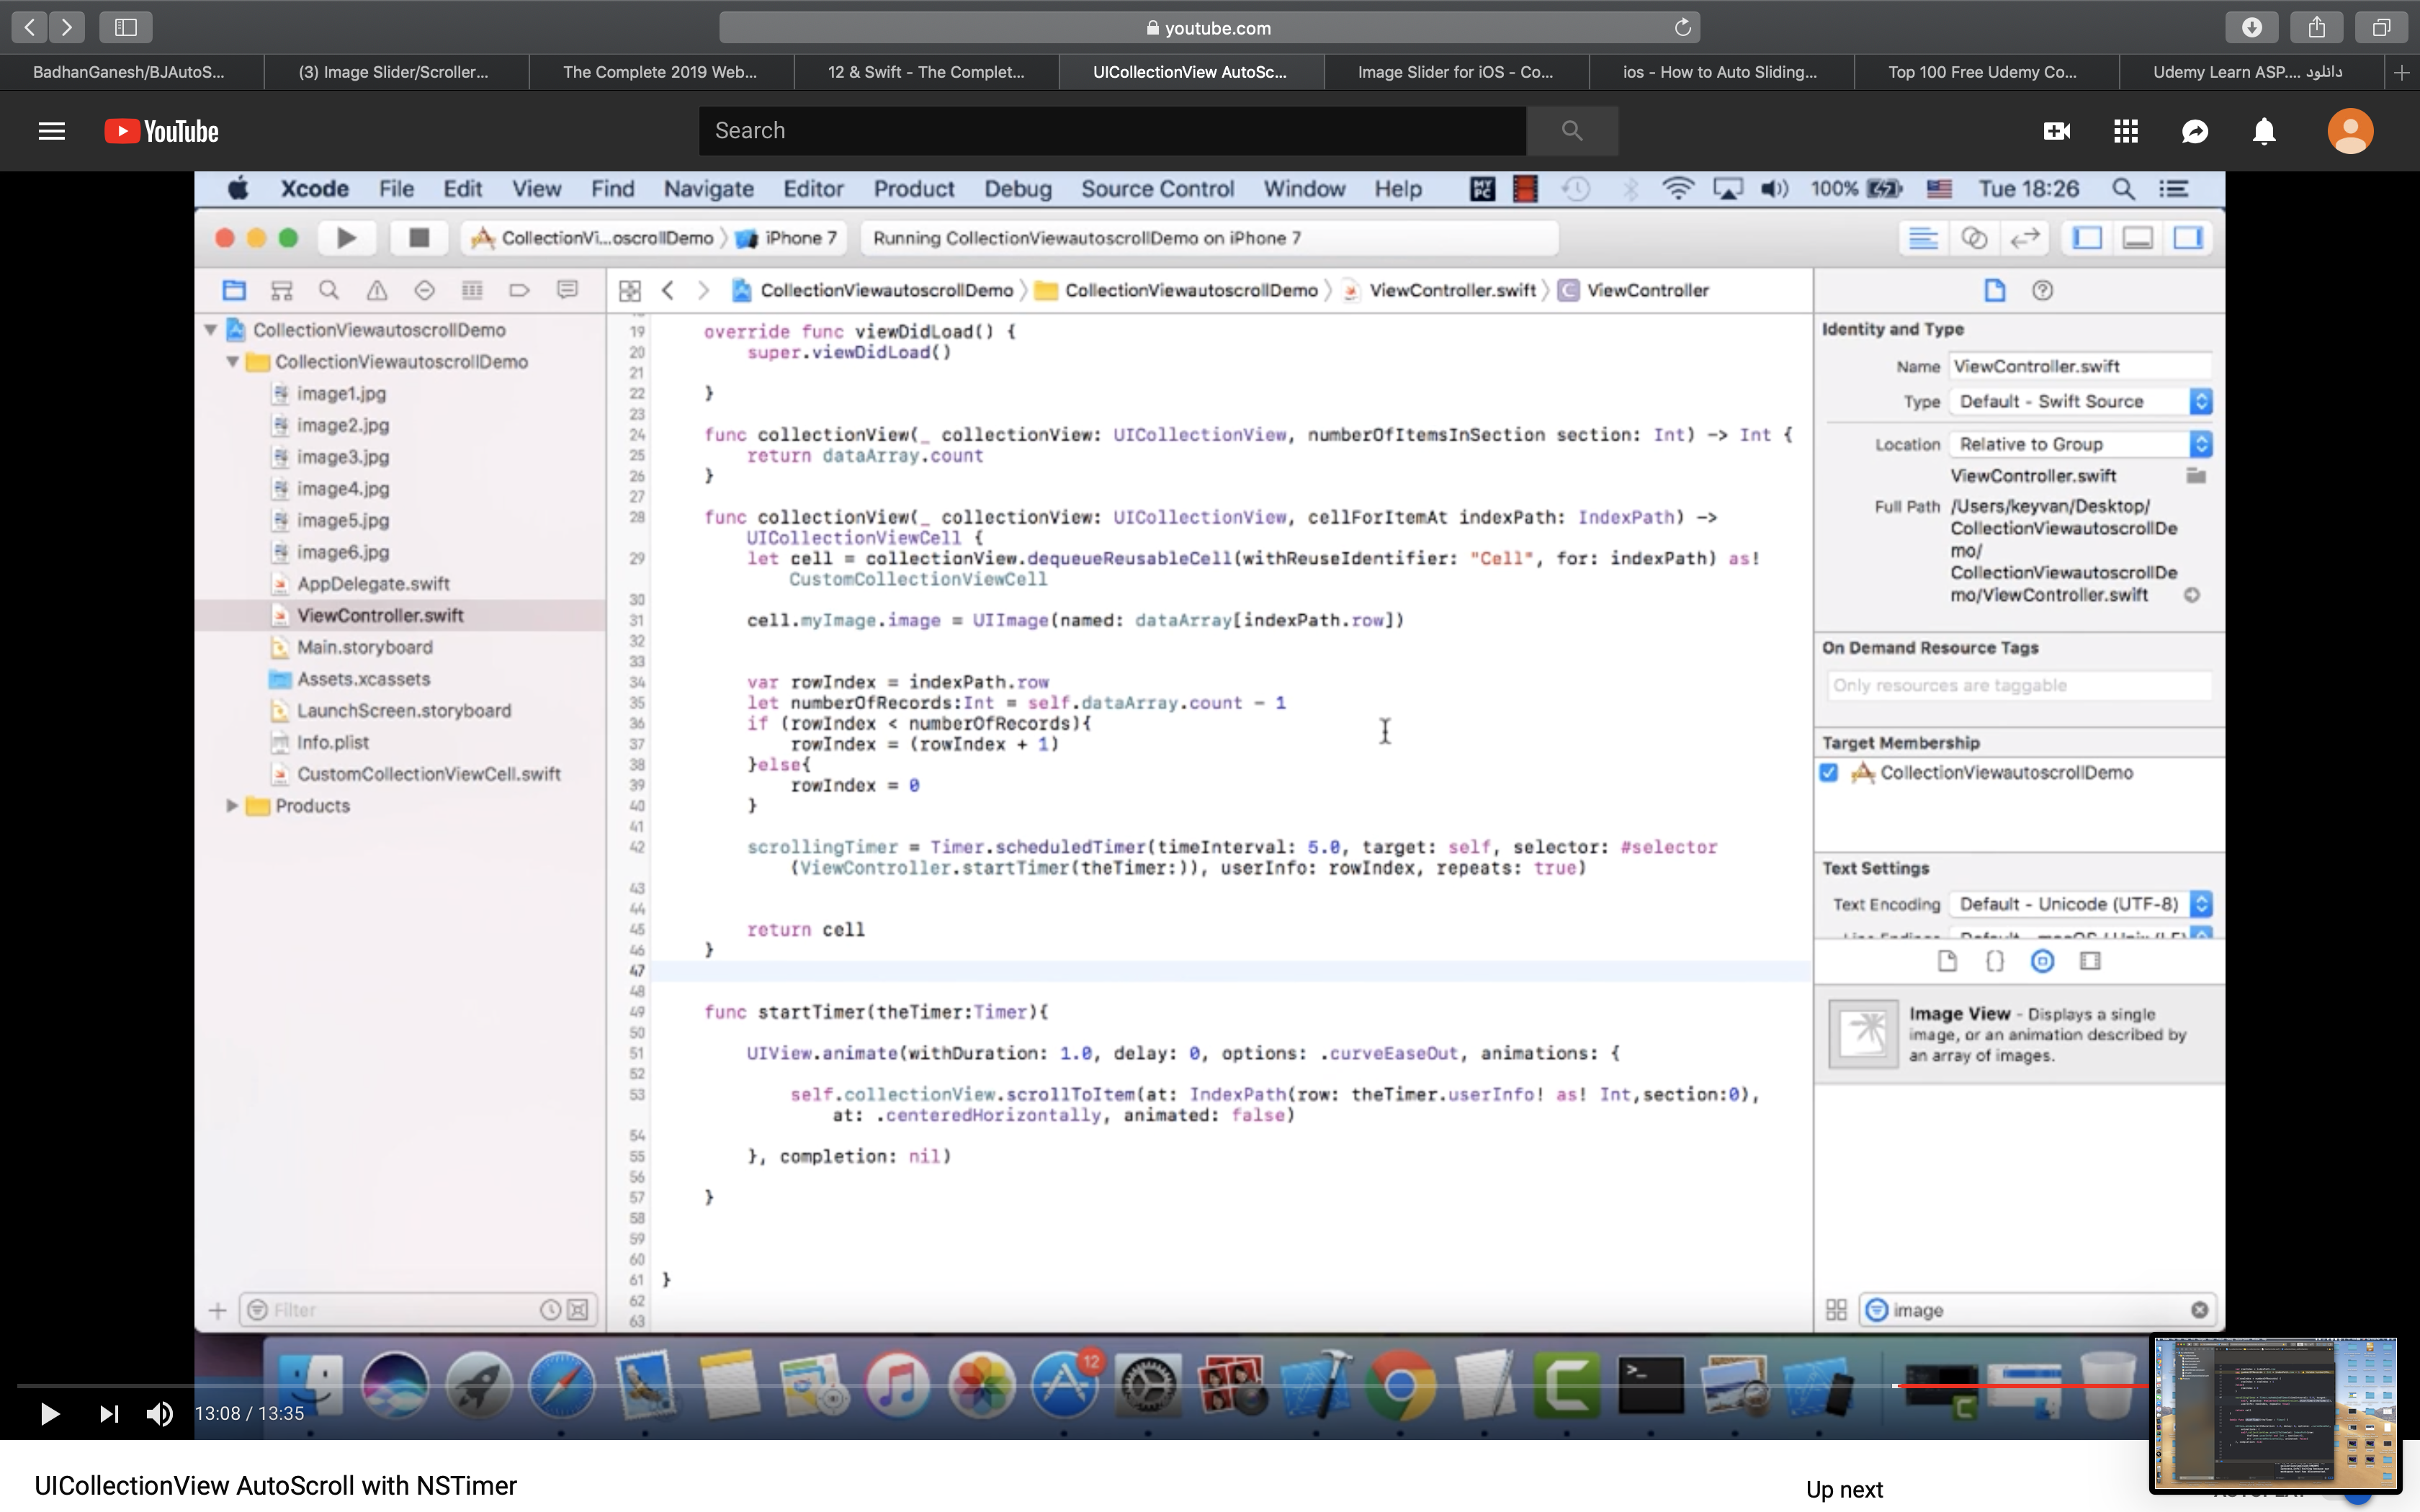 youtube.com
BadhanGanesh/BJAutoS...
(3) Image Slider/Scroller...
The Complete 2019 Web...
12 & Swift - The Complet...
UICollectionView AutoSc...
Image Slider for iOS - Co...
ios - How to Auto Sliding...
Top 100 Free Udemy Co...
Udemy Learn ASP.... دانلود
YouTube
Search
Xcode File Edit View Find Navigate Editor Product Debug Source Control Window Help 100% Tue 18:26
CollectionVi...oscrollDemo iPhone 7
Running CollectionViewautoscrollDemo on iPhone 7
CollectionViewautoscrollDemo CollectionViewautoscrollDemo ViewController.swift C ViewController
CollectionViewautoscrollDemo
CollectionViewautoscrollDemo
image1.jpg
image2.jpg
image3.jpg
image4.jpg
image5.jpg
image6.jpg
AppDelegate.swift
ViewController.swift
Main.storyboard
Assets.xcassets
LaunchScreen.storyboard
Info.plist
CustomCollectionViewCell.swift
Products
Filter
19 override func viewDidLoad() {
20 super.viewDidLoad()
21
22 }
23
24 func collectionView(_ collectionView: UICollectionView, numberOfItemsInSection section: Int) -> Int {
25 return dataArray.count
26 }
27
28 func collectionView(_ collectionView: UICollectionView, cellForItemAt indexPath: IndexPath) ->
UICollectionViewCell {
29 let cell = collectionView.dequeueReusableCell(withReuseIdentifier: "Cell", for: indexPath) as!
CustomCollectionViewCell
30
31 cell.myImage.image = UIImage(named: dataArray[indexPath.row])
32
33
34 var rowIndex = indexPath.row
35 let numberOfRecords:Int = self.dataArray.count - 1
36 if (rowIndex < numberOfRecords){
37 rowIndex = (rowIndex + 1)
38 }else{
39 rowIndex = 0
40 }
41
42 scrollingTimer = Timer.scheduledTimer(timeInterval: 5.0, target: self, selector: #selector
(ViewController.startTimer(theTimer:)), userInfo: rowIndex, repeats: true)
43
44
45 return cell
46 }
47
48
49 func startTimer(theTimer:Timer){
50
51 UIView.animate(withDuration: 1.0, delay: 0, options: .curveEaseOut, animations: {
52
53 self.collectionView.scrollToItem(at: IndexPath(row: theTimer.userInfo! as! Int,section:0),
at: .centeredHorizontally, animated: false)
54
55 }, completion: nil)
56
57 }
58
59
60
61 }
62
63
Identity and Type
Name ViewController.swift
Type Default - Swift Source
Location Relative to Group
ViewController.swift
Full Path /Users/keyvan/Desktop/
CollectionViewautoscrollDe
mo/
CollectionViewautoscrollDe
mo/ViewController.swift
On Demand Resource Tags
Only resources are taggable
Target Membership
CollectionViewautoscrollDemo
Text Settings
Text Encoding Default - Unicode (UTF-8)
Image View - Displays a single
image, or an animation described by
an array of images.
image
12
13:08 / 13:35
UICollectionView AutoScroll with NSTimer
Up next